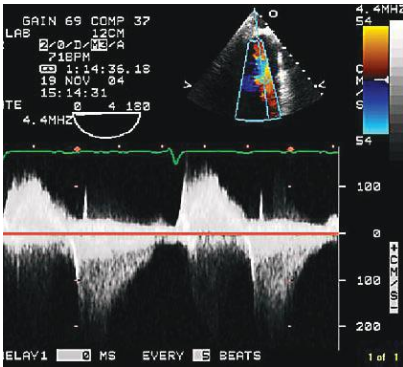 GAIN 69 COMP 37
4.4MHZ
LAB 12CM
54
2/0/D/M3/A
71BPM
1:14:36.18
19 NOV 04
15:14:31
0 4 180
4.4MHZ
CM/S
54
100
0
100
200
+CM/S
ELAY1 0 MS EVERY 5 BEATS
1 of 1